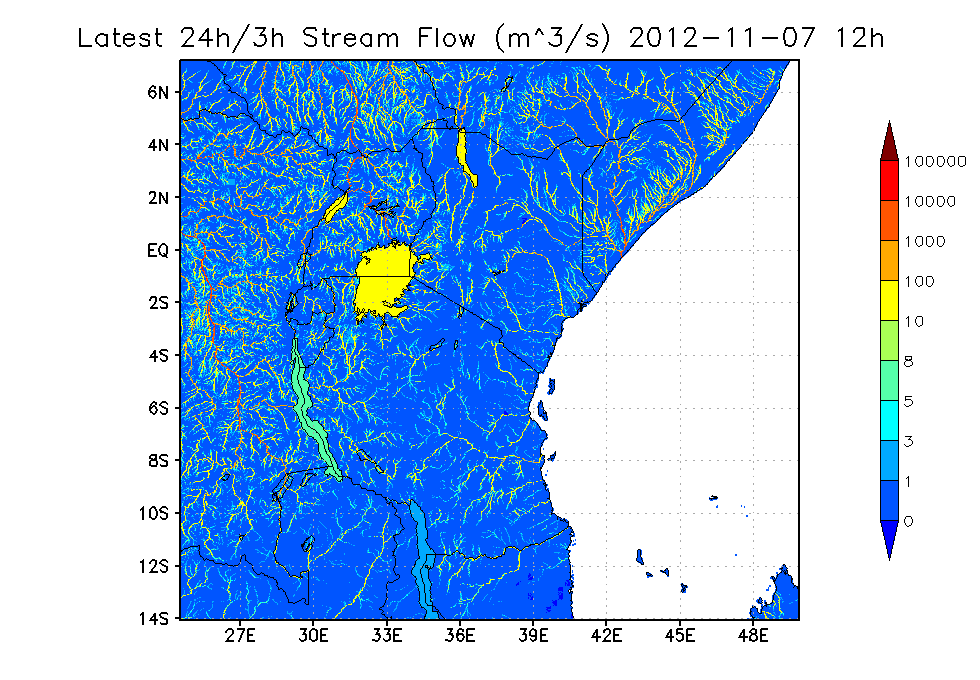 Latest 24h/3h Stream Flow (m^3/s) 2012-11-07 12h
6N
4N
2N
EQ
2S
4S
6S
8S
10S
12S
14S
27E 30E 33E 36E 39E 42E 45E 48E
100000
10000
1000
100
10
8
5
3
1
0